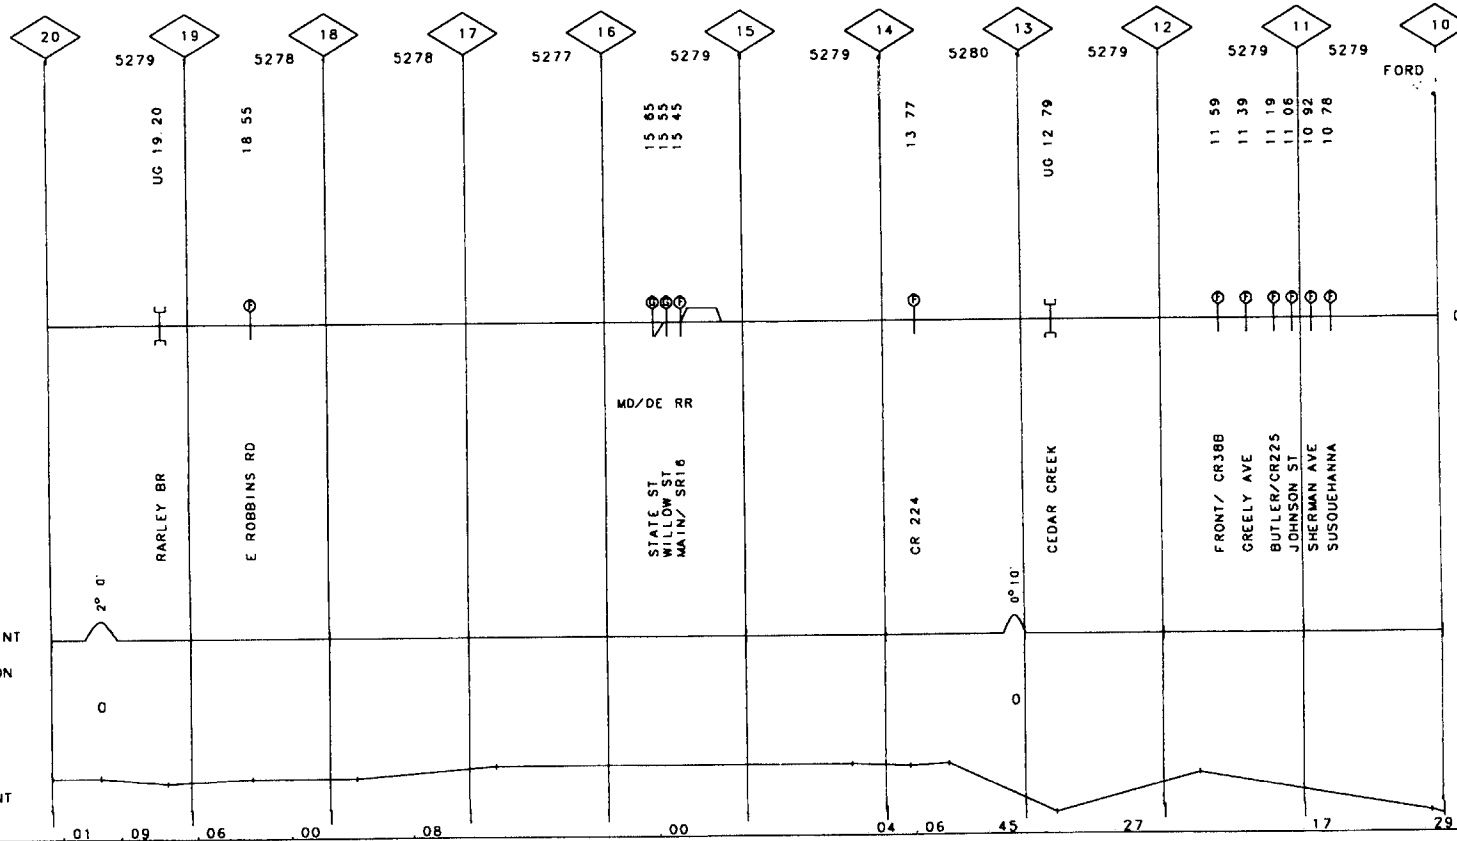 20 19 18 17 16 15 14 13 12 11 10
5279 5278 5278 5277 5279 5279 5280 5279 5279 5279
FORD
UG 19.20
18 55
15 65
15 55
15 45
13 77
UG 12 79
11 59
11 39
11 19
11 06
10 92
10 78
F G G F F F F F F F F
MD/DE RR
RARLEY BR
E ROBBINS RD
STATE ST
WILLOW ST
MAIN/ SR16
CR 224
CEDAR CREEK
FRONT/ CR38B
GREELY AVE
BUTLER/CR225
JOHNSON ST
SHERMAN AVE
SUSQUEHANNA
2° 0'
0° 10'
NT
ON
0 0
NT
.01 .09 .06 .00 .08 .00 04 .06 45 27 17 29